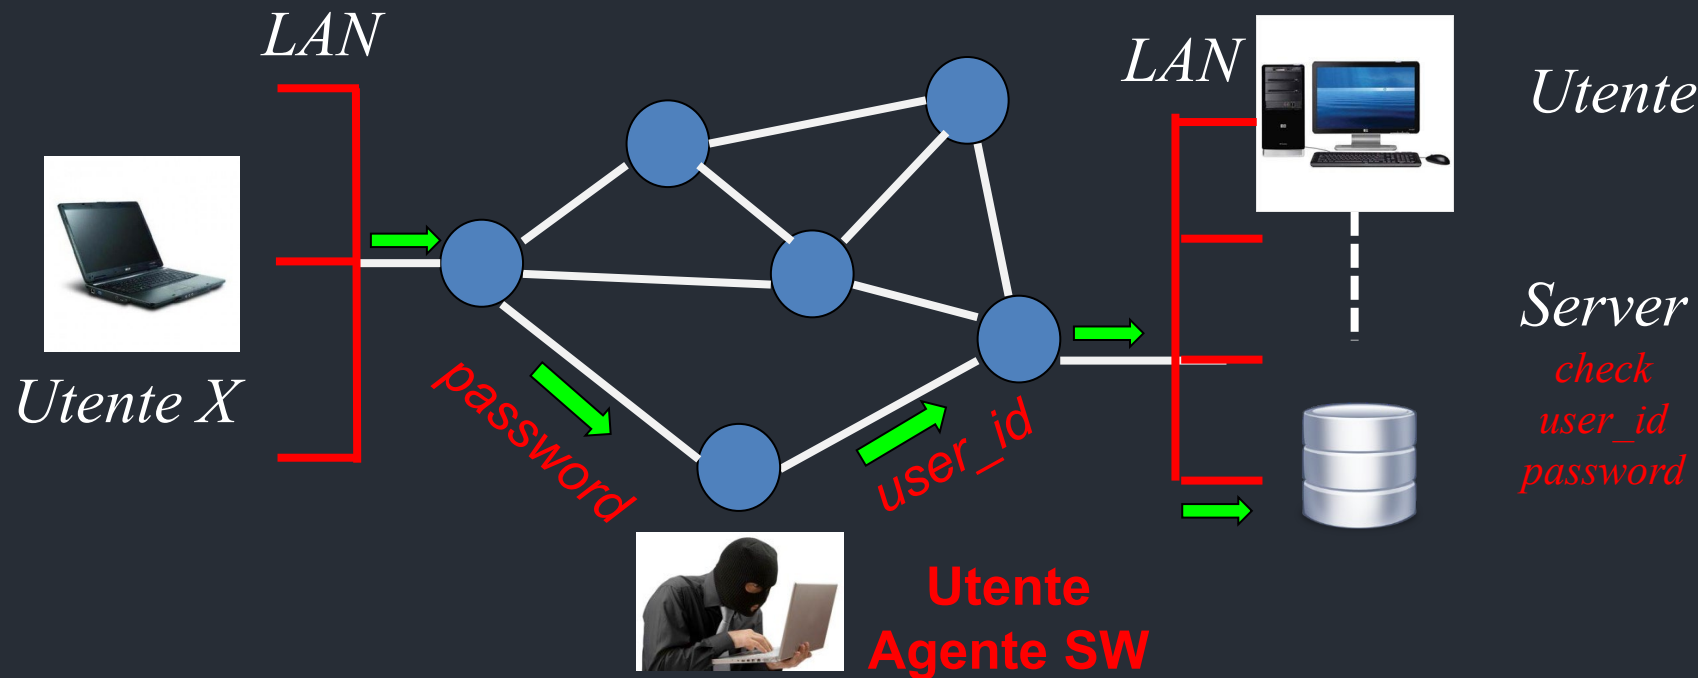 LAN
LAN
Utente
Utente X
password
user_id
Server
check
user_id
password
Utente
Agente SW